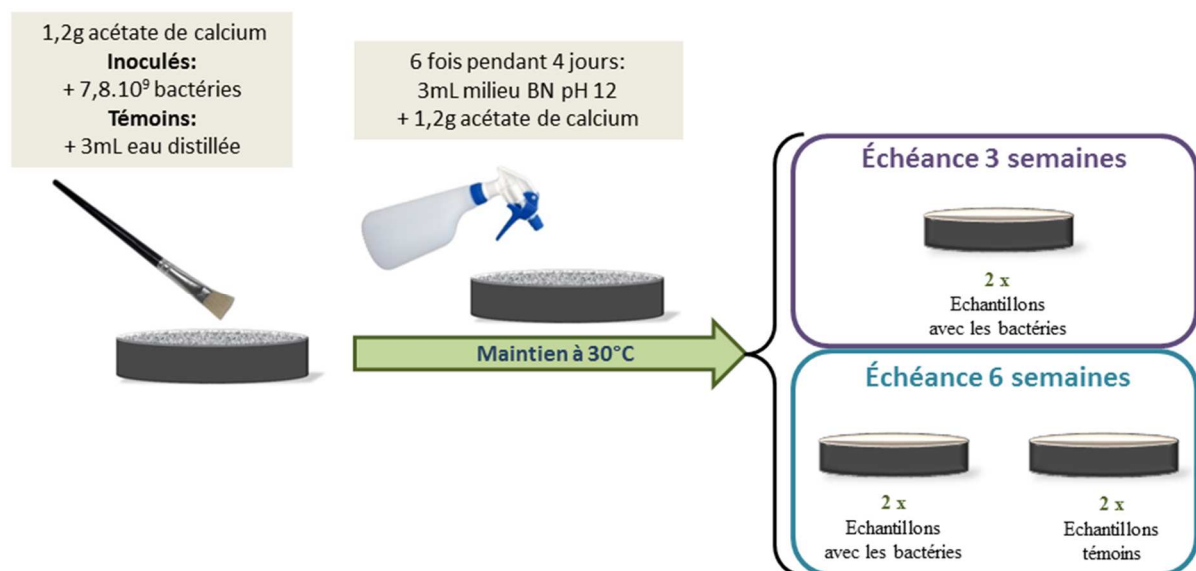 1,2g acétate de calcium
Inoculés:
+ 7,8.10⁹ bactéries
Témoins:
+ 3mL eau distillée
6 fois pendant 4 jours:
3mL milieu BN pH 12
+ 1,2g acétate de calcium
Maintien à 30°C
Échéance 3 semaines
2 x
Echantillons
avec les bactéries
Échéance 6 semaines
2 x
Echantillons
avec les bactéries
2 x
Echantillons
témoins